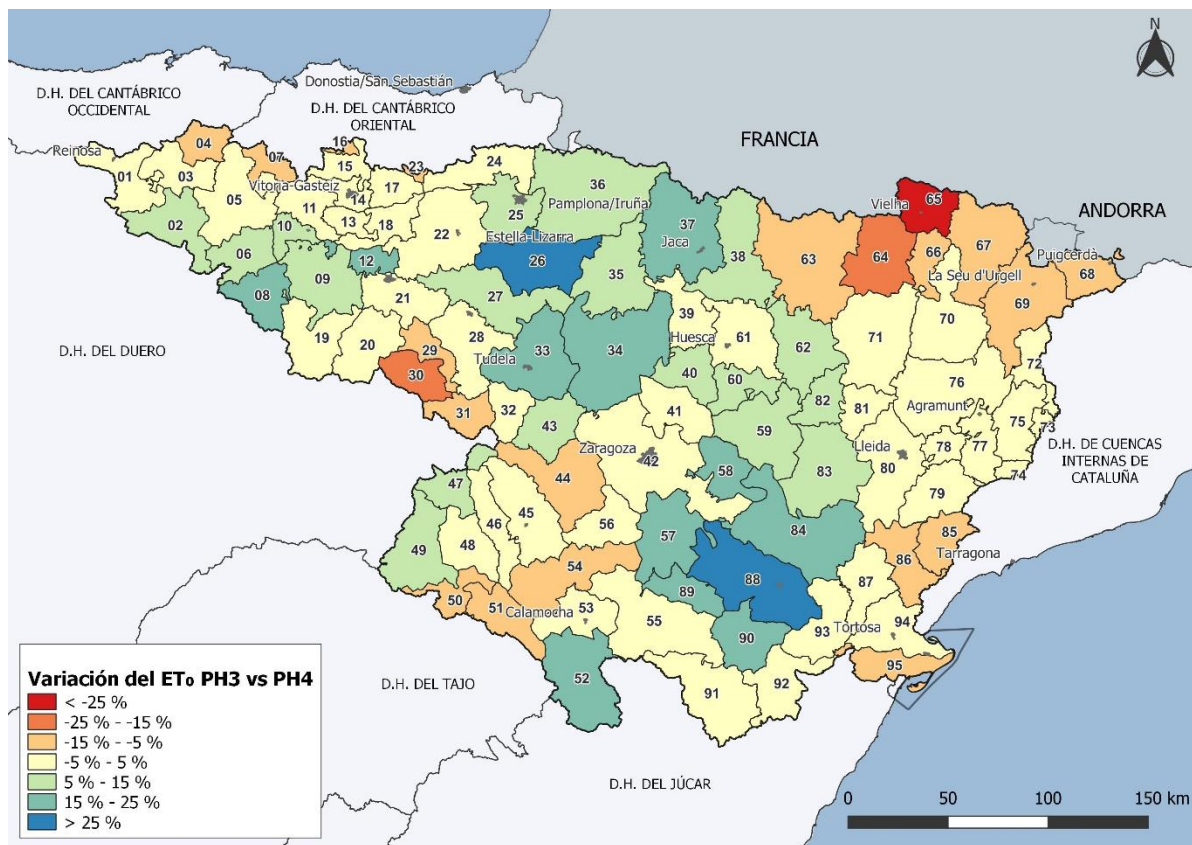 N
Donostia/San Sebastián
D.H. DEL CANTÁBRICO
OCCIDENTAL
D.H. DEL CANTÁBRICO
ORIENTAL
FRANCIA
ANDORRA
Reinosa
Vitoria-Gasteiz
Pamplona/Iruña
Estella-Lizarra
Jaca
Vielha
La Seu d'Urgell
Puigcerdà
D.H. DEL DUERO
Tudela
Huesca
Zaragoza
Agramunt
Lleida
D.H. DE CUENCAS
INTERNAS DE
CATALUÑA
Tarragona
Calamocha
Tortosa
D.H. DEL TAJO
D.H. DEL JÚCAR
01
02
03
04
05
06
07
08
09
10
11
12
13
14
15
16
17
18
19
20
21
22
23
24
25
26
27
28
29
30
31
32
33
34
35
36
37
38
39
40
41
42
43
44
45
46
47
48
49
50
51
52
53
54
55
56
57
58
59
60
61
62
63
64
65
66
67
68
69
70
71
72
73
74
75
76
77
78
79
80
81
82
83
84
85
86
87
88
89
90
91
92
93
94
95
Variación del ET₀ PH3 vs PH4
< -25 %
-25 % - -15 %
-15 % - -5 %
-5 % - 5 %
5 % - 15 %
15 % - 25 %
> 25 %
0 50 100 150 km